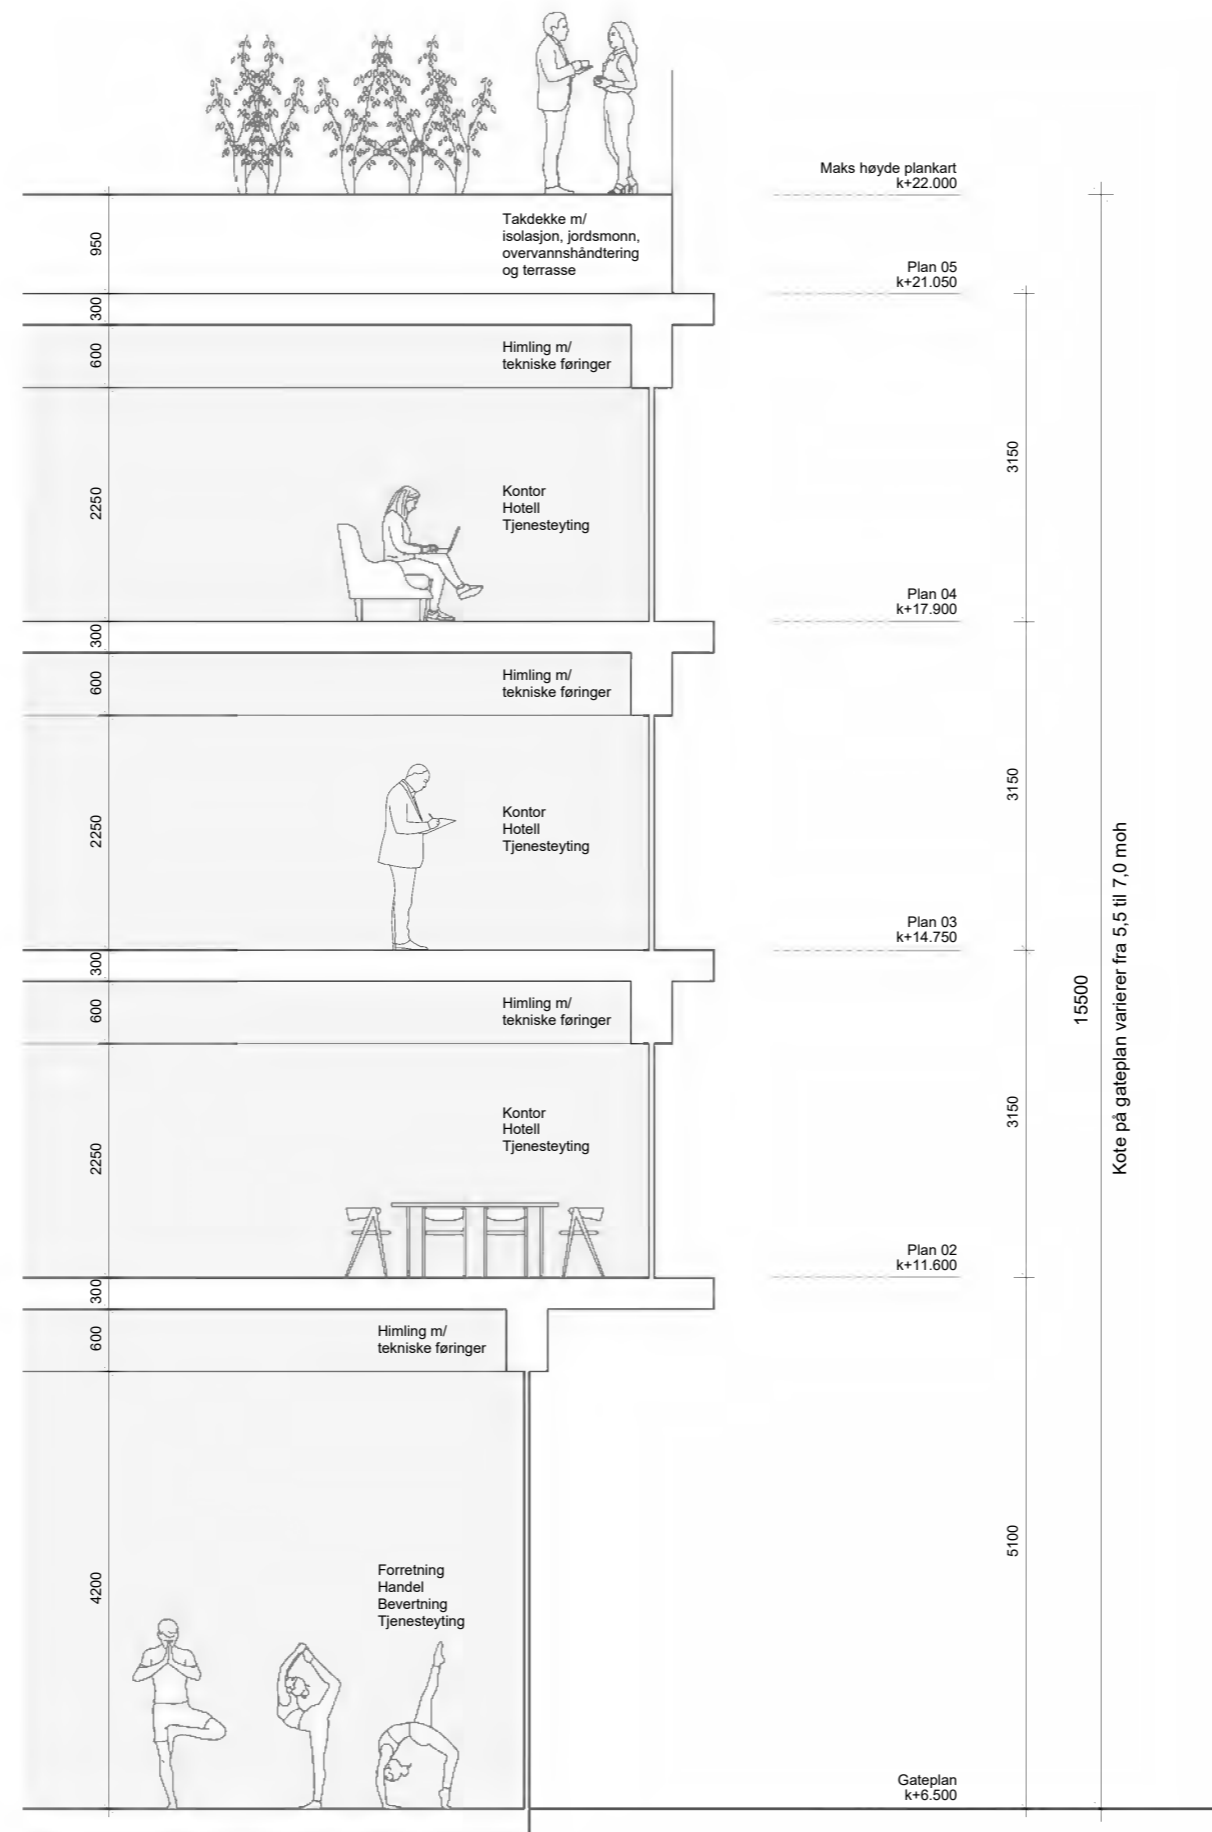 Maks høyde plankart
k+22.000
Takdekke m/
isolasjon, jordsmonn,
overvannshåndtering
og terrasse
950
Plan 05
k+21.050
300
Himling m/
tekniske føringer
600
Kontor
Hotell
Tjenesteyting
2250
3150
Plan 04
k+17.900
300
Himling m/
tekniske føringer
600
Kontor
Hotell
Tjenesteyting
2250
3150
Plan 03
k+14.750
300
Himling m/
tekniske føringer
600
15500
Kote på gateplan varierer fra 5,5 til 7,0 moh
Kontor
Hotell
Tjenesteyting
2250
3150
Plan 02
k+11.600
300
Himling m/
tekniske føringer
600
Forretning
Handel
Bevertning
Tjenesteyting
4200
5100
Gateplan
k+6.500